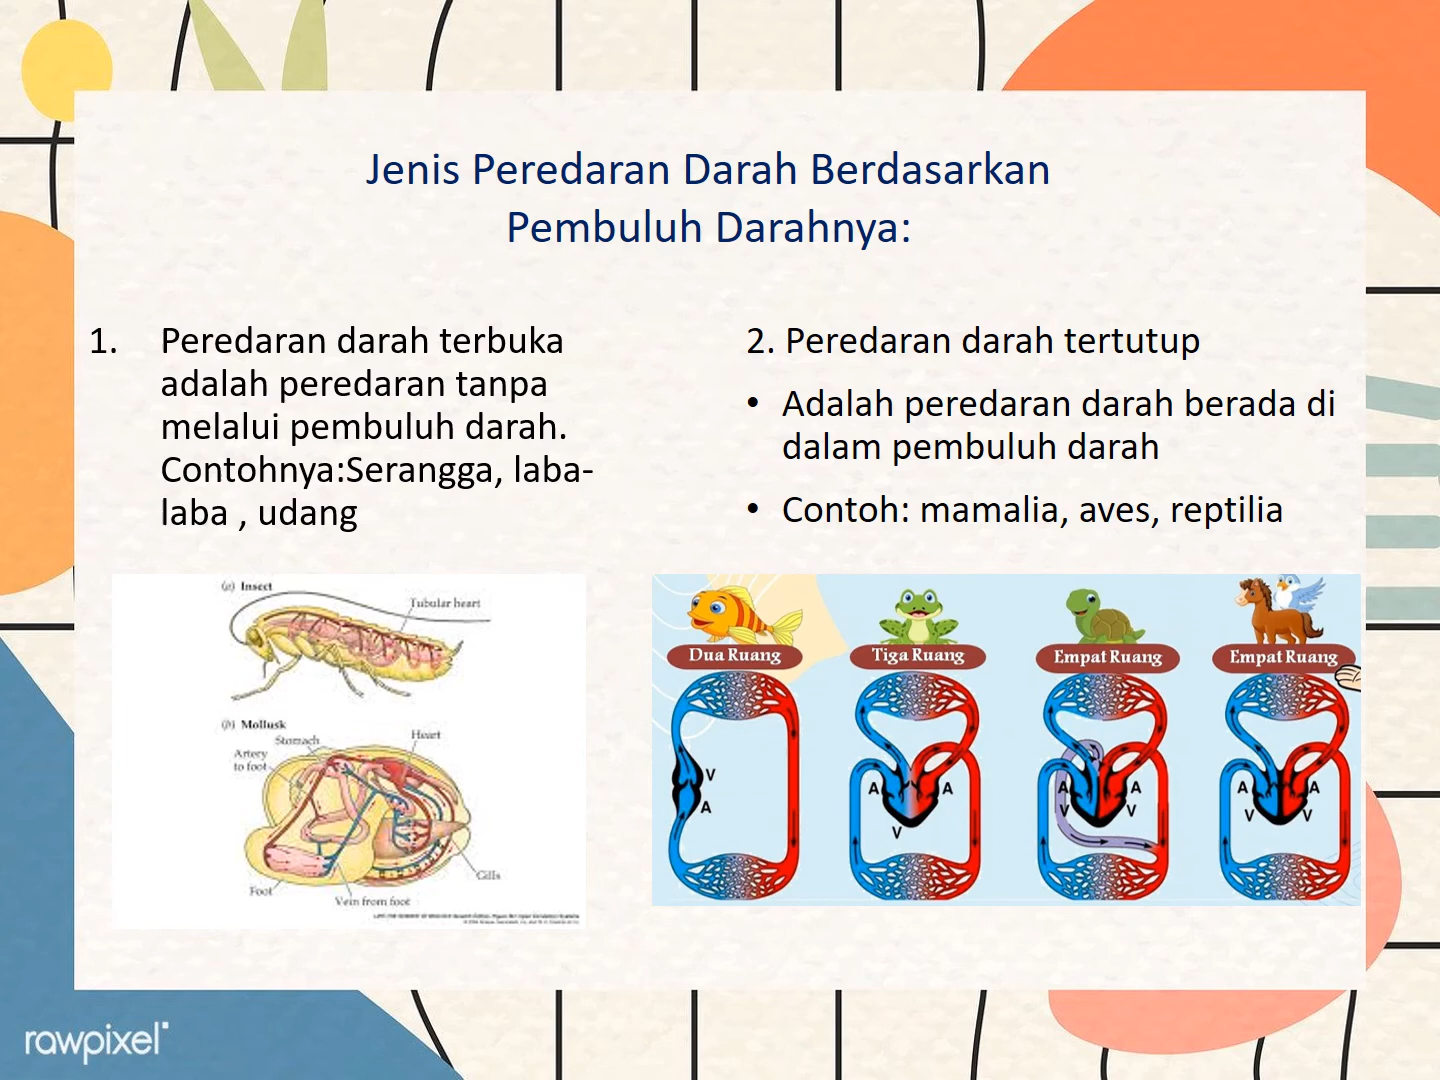 Jenis Peredaran Darah Berdasarkan
Pembuluh Darahnya:
1. Peredaran darah terbuka
adalah peredaran tanpa
melalui pembuluh darah.
Contohnya:Serangga, laba-
laba , udang
2. Peredaran darah tertutup
• Adalah peredaran darah berada di
dalam pembuluh darah
• Contoh: mamalia, aves, reptilia
(a) Insect
Tubular heart
(b) Mollusk
Stomach
Heart
Artery
to foot
Foot
Vein from foot
Gills
Dua Ruang
Tiga Ruang
Empat Ruang
Empat Ruang
V
A
A
A
V
A
A
V
V
A
A
V
V
rawpixel